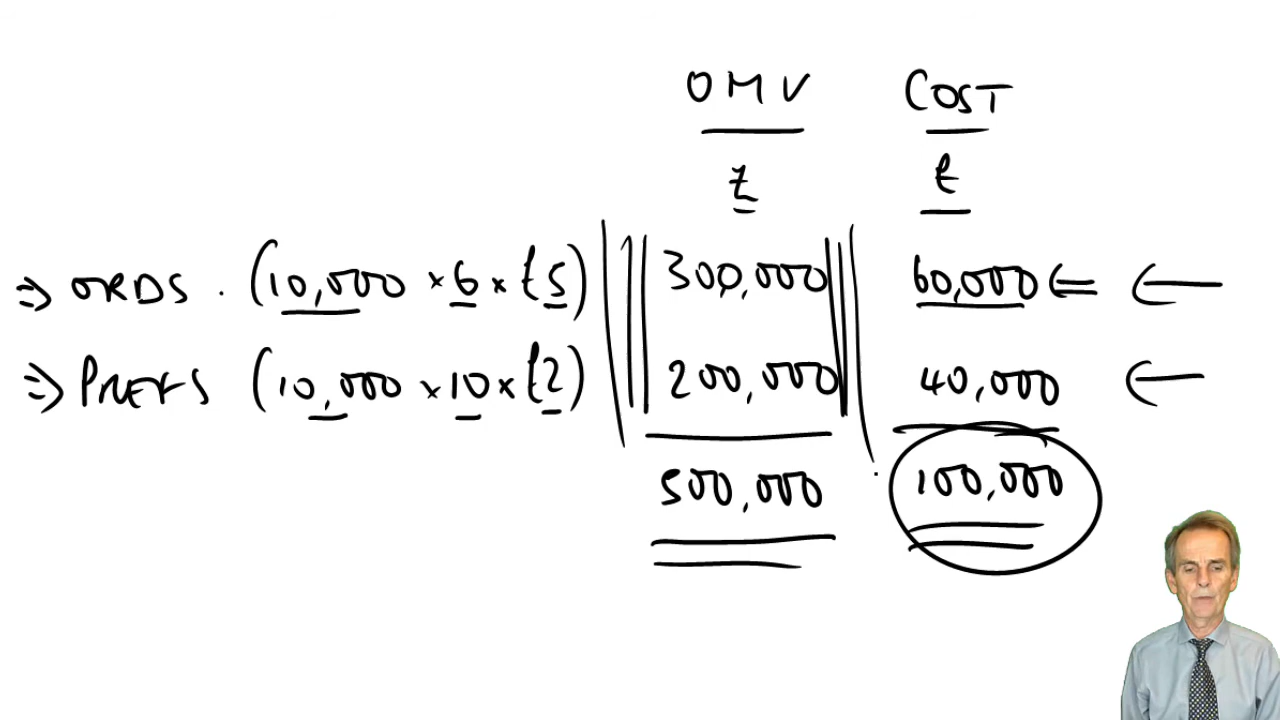 OMV COST
£ £
⇒ ORDS. (10,000 × 6 × £5) 300,000 60,000 ⇐ ←
⇒ PREFS (10,000 × 10 × £2) 200,000 40,000 ←
500,000 100,000